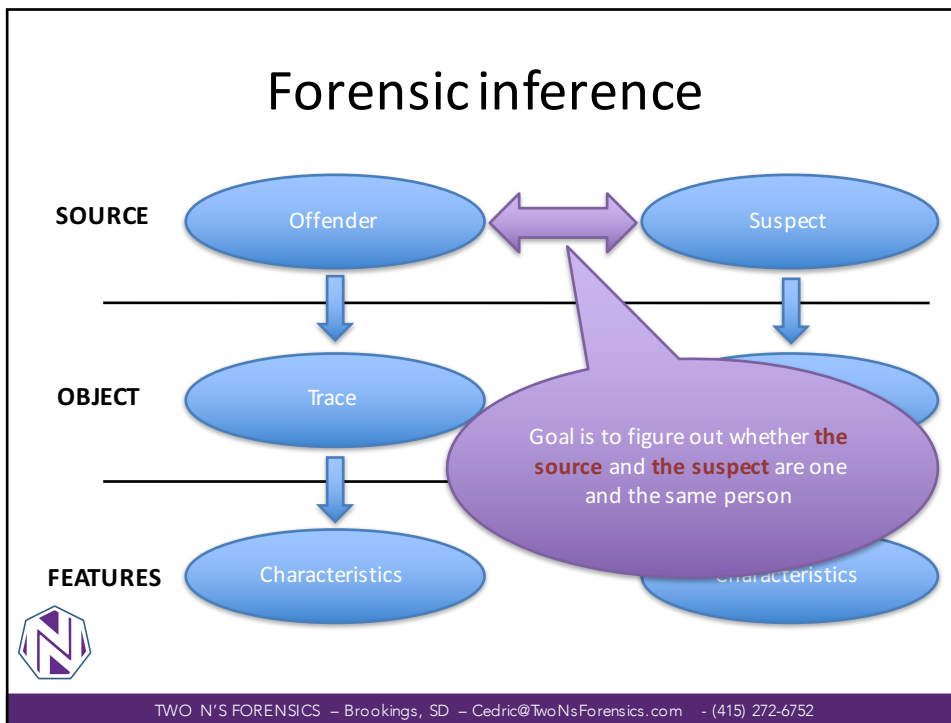 Forensic inference
SOURCE
Offender
Suspect
OBJECT
Trace
Goal is to figure out whether the
source and the suspect are one
and the same person
FEATURES
Characteristics
Characteristics
N
TWO N'S FORENSICS – Brookings, SD – Cedric@TwoNsForensics.com - (415) 272-6752